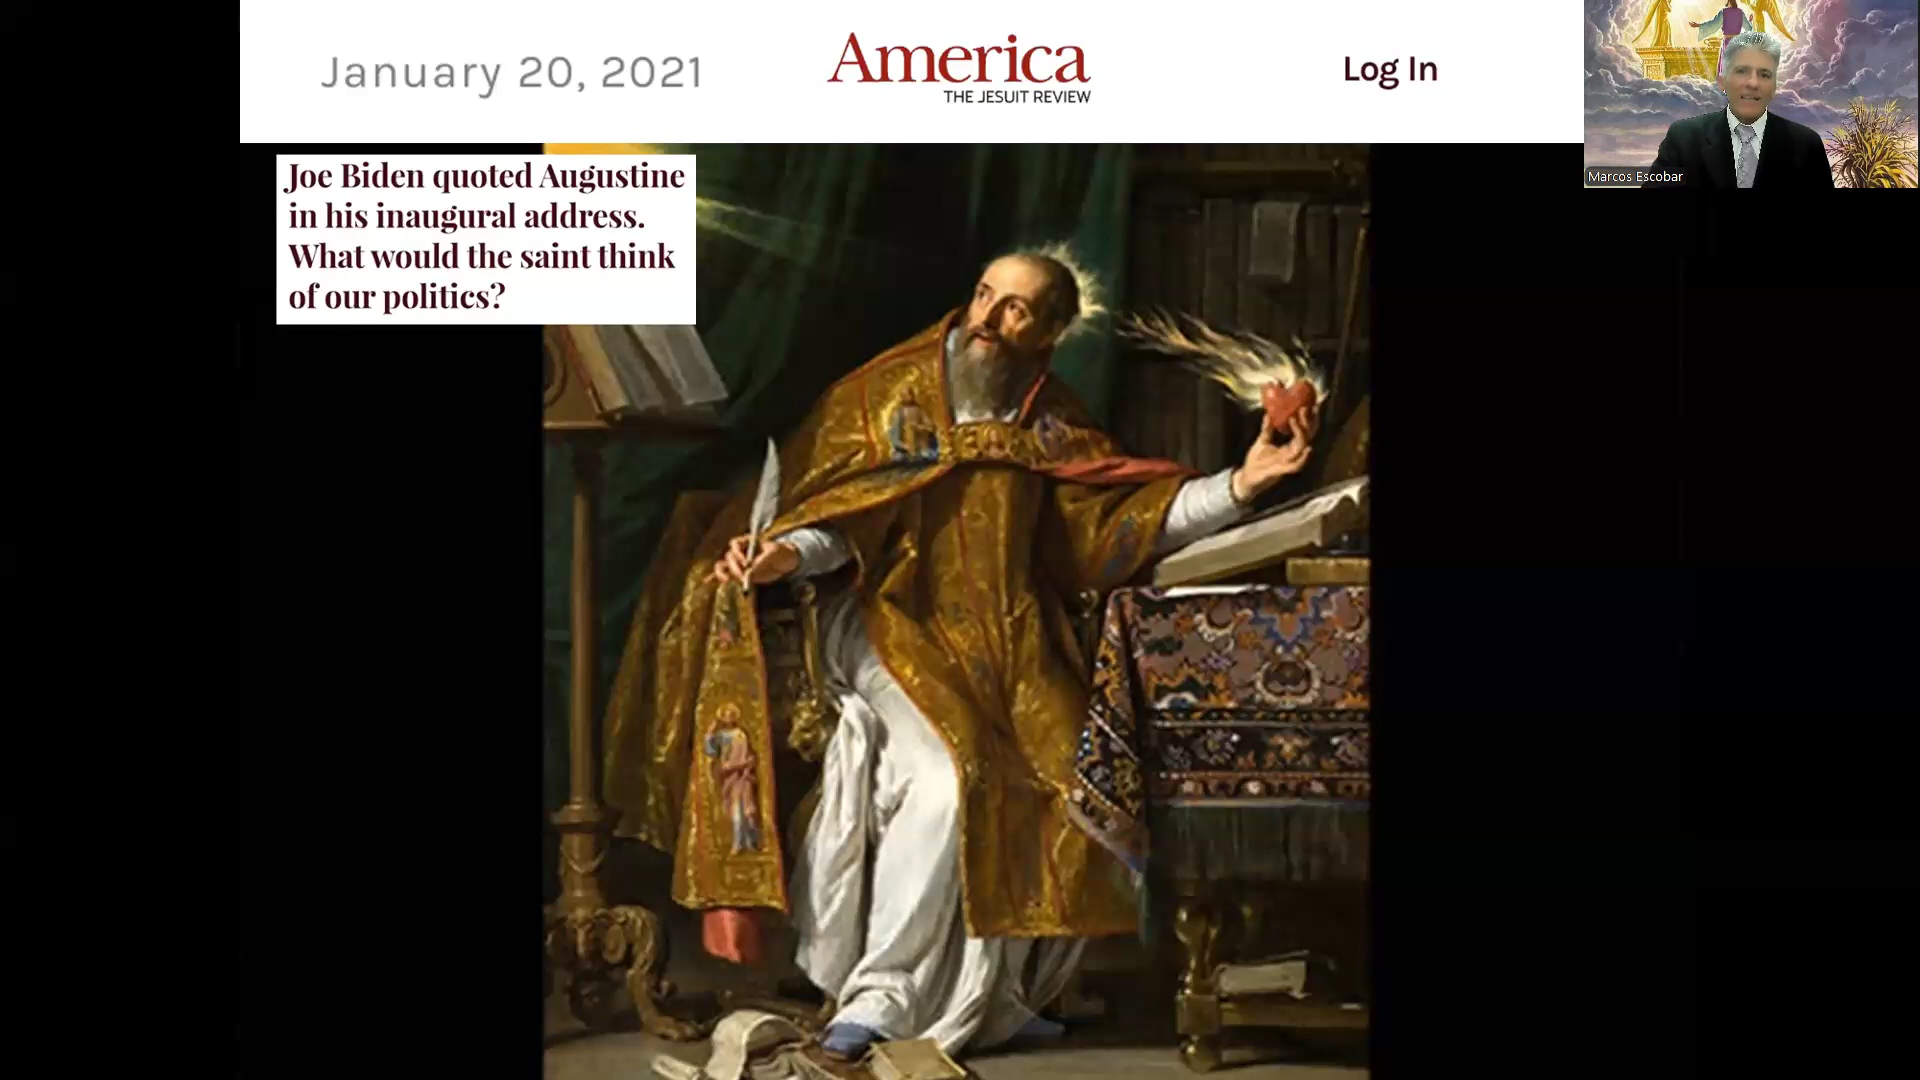 January 20, 2021
America
THE JESUIT REVIEW
Log In
Marcos Escobar
Joe Biden quoted Augustine
in his inaugural address.
What would the saint think
of our politics?